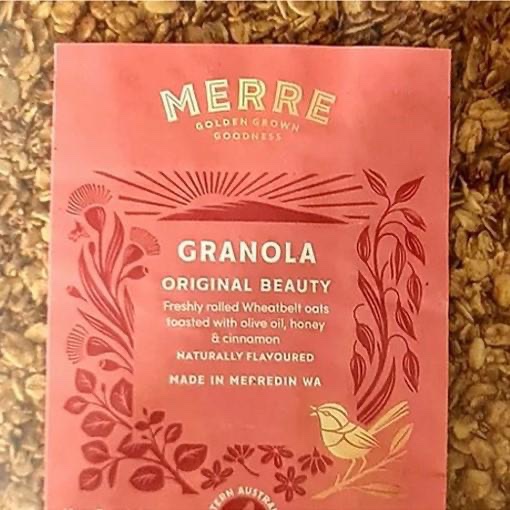 MERRE
GOLDEN GROWN
GOODNESS
GRANOLA
ORIGINAL BEAUTY
Freshly rolled Wheatbelt oats
toasted with olive oil, honey
& cinnamon
NATURALLY FLAVOURED
MADE IN MERREDIN WA